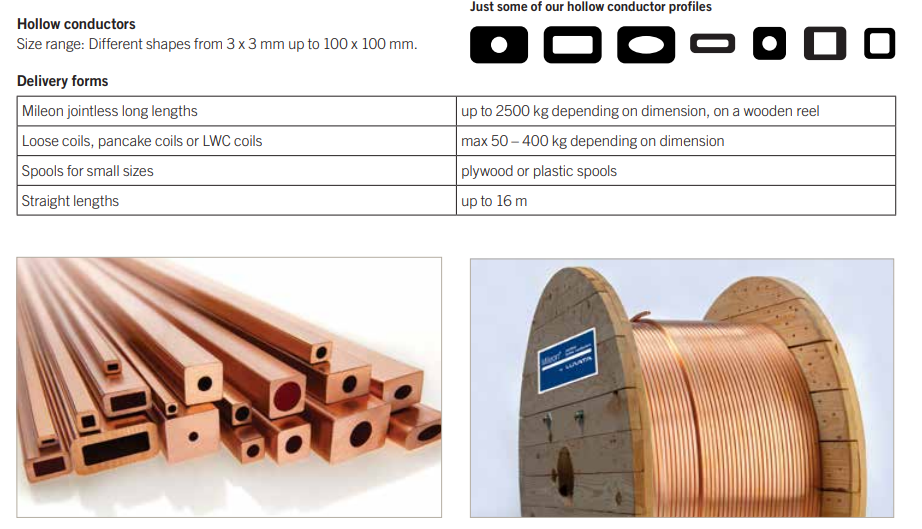 Hollow conductors
Size range: Different shapes from 3 x 3 mm up to 100 x 100 mm.
Just some of our hollow conductor profiles
Delivery forms
Mileon jointless long lengths up to 2500 kg depending on dimension, on a wooden reel
Loose coils, pancake coils or LWC coils max 50 – 400 kg depending on dimension
Spools for small sizes plywood or plastic spools
Straight lengths up to 16 m
Mileon®
LUVATA